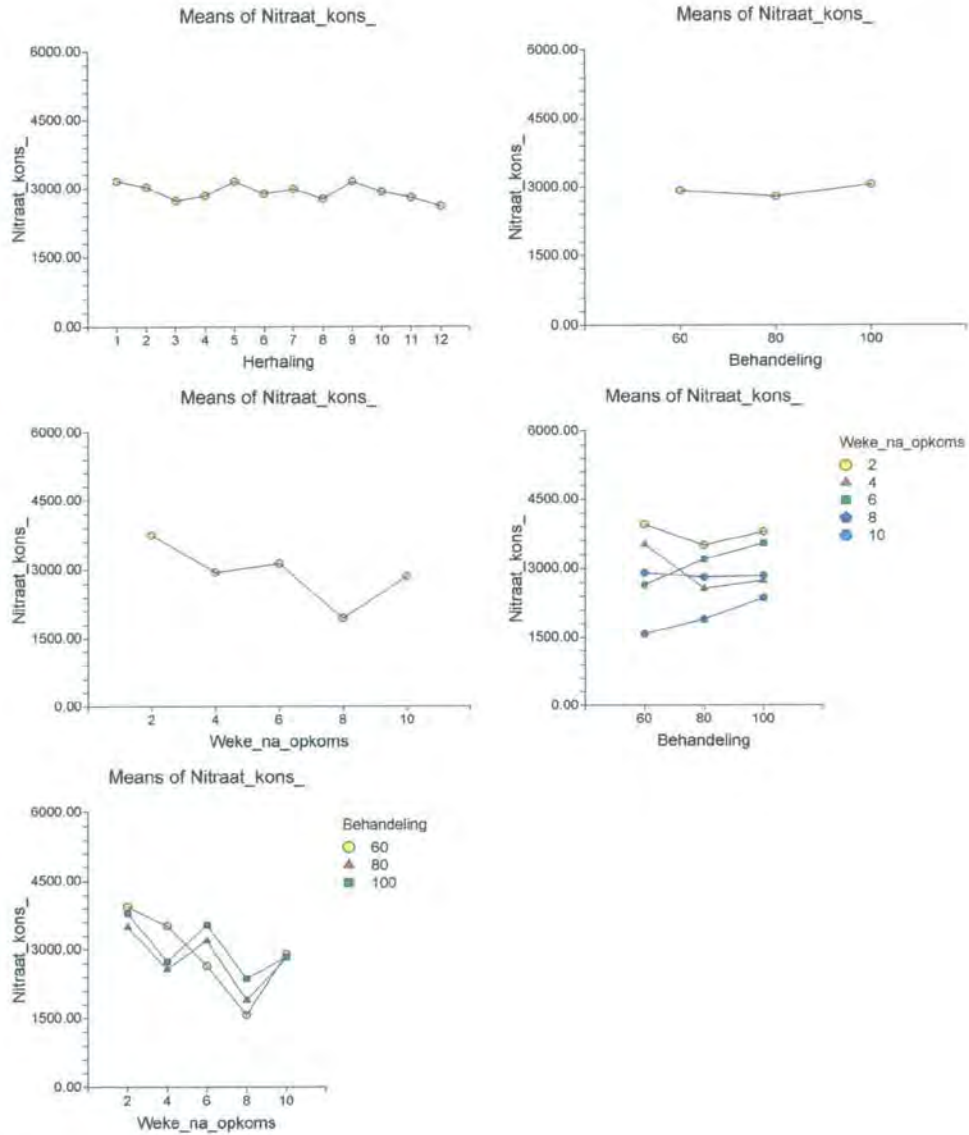 Means of Nitraat_kons_
6000.00
4500.00
3000.00
1500.00
0.00
Nitraat_kons_
1 2 3 4 5 6 7 8 9 10 11 12
Herhaling
Means of Nitraat_kons_
6000.00
4500.00
3000.00
1500.00
0.00
Nitraat_kons_
60 80 100
Behandeling
Means of Nitraat_kons_
6000.00
4500.00
3000.00
1500.00
0.00
Nitraat_kons_
2 4 6 8 10
Weke_na_opkoms
Means of Nitraat_kons_
6000.00
4500.00
3000.00
1500.00
0.00
Nitraat_kons_
60 80 100
Behandeling
Weke_na_opkoms
2
4
6
8
10
Means of Nitraat_kons_
6000.00
4500.00
3000.00
1500.00
0.00
Nitraat_kons_
2 4 6 8 10
Weke_na_opkoms
Behandeling
60
80
100